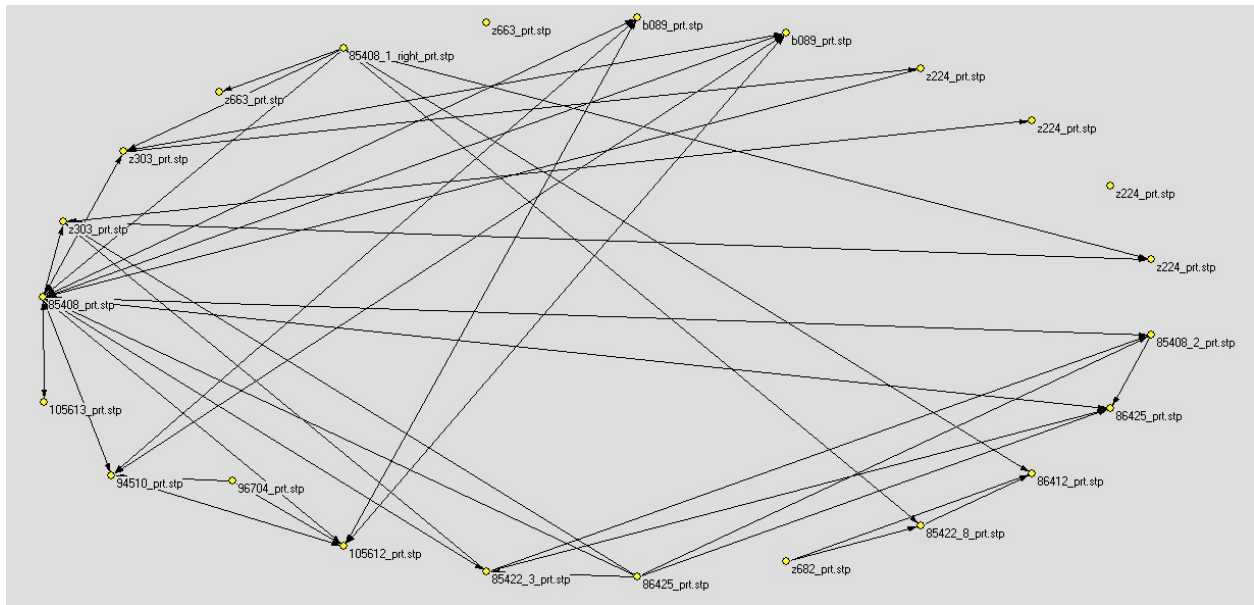 z663_prt.stp
b089_prt.stp
b089_prt.stp
85408_1_right_prt.stp
z224_prt.stp
z663_prt.stp
z224_prt.stp
z303_prt.stp
z224_prt.stp
z303_prt.stp
z224_prt.stp
85408_prt.stp
85408_2_prt.stp
105613_prt.stp
86425_prt.stp
94510_prt.stp
96704_prt.stp
86412_prt.stp
85422_8_prt.stp
105612_prt.stp
z682_prt.stp
85422_3_prt.stp
86425_prt.stp